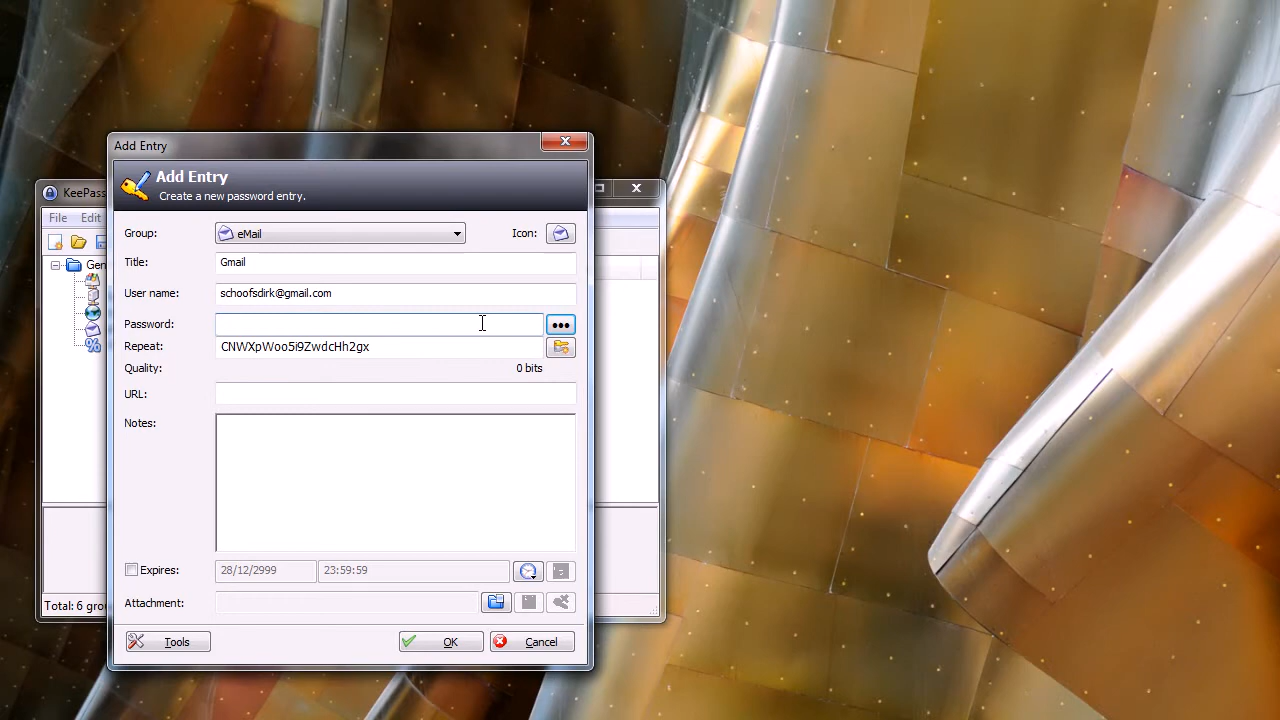 Add Entry
Add Entry
Create a new password entry.
KeePass
File Edit
Group: eMail Icon:
Title: Gmail
User name: schoofsdirk@gmail.com
Password:
Repeat: CNWXpWoo5i9ZwdcHh2gx
Quality: 0 bits
URL:
Notes:
Expires: 28/12/2999 23:59:59
Attachment:
Total: 6 gro
Tools OK Cancel